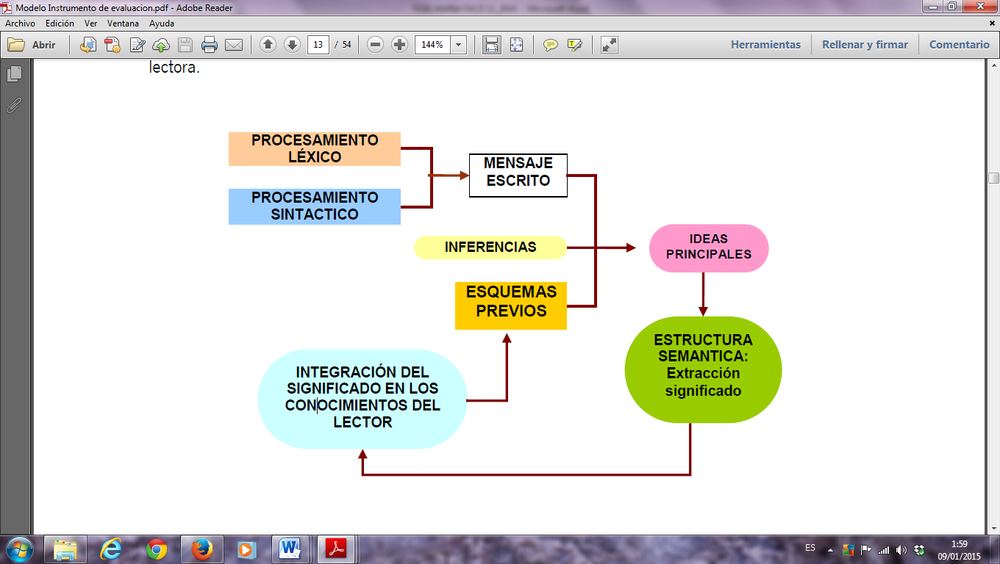 Modelo Instrumento de evaluacion.pdf - Adobe Reader
Archivo Edición Ver Ventana Ayuda
Abrir 13 / 54 144% Herramientas Rellenar y firmar Comentario
lectora.
PROCESAMIENTO
LÉXICO
PROCESAMIENTO
SINTACTICO
MENSAJE
ESCRITO
INFERENCIAS
ESQUEMAS
PREVIOS
IDEAS
PRINCIPALES
ESTRUCTURA
SEMANTICA:
Extracción
significado
INTEGRACIÓN DEL
SIGNIFICADO EN LOS
CONOCIMIENTOS DEL
LECTOR
ES
1:59
09/01/2015